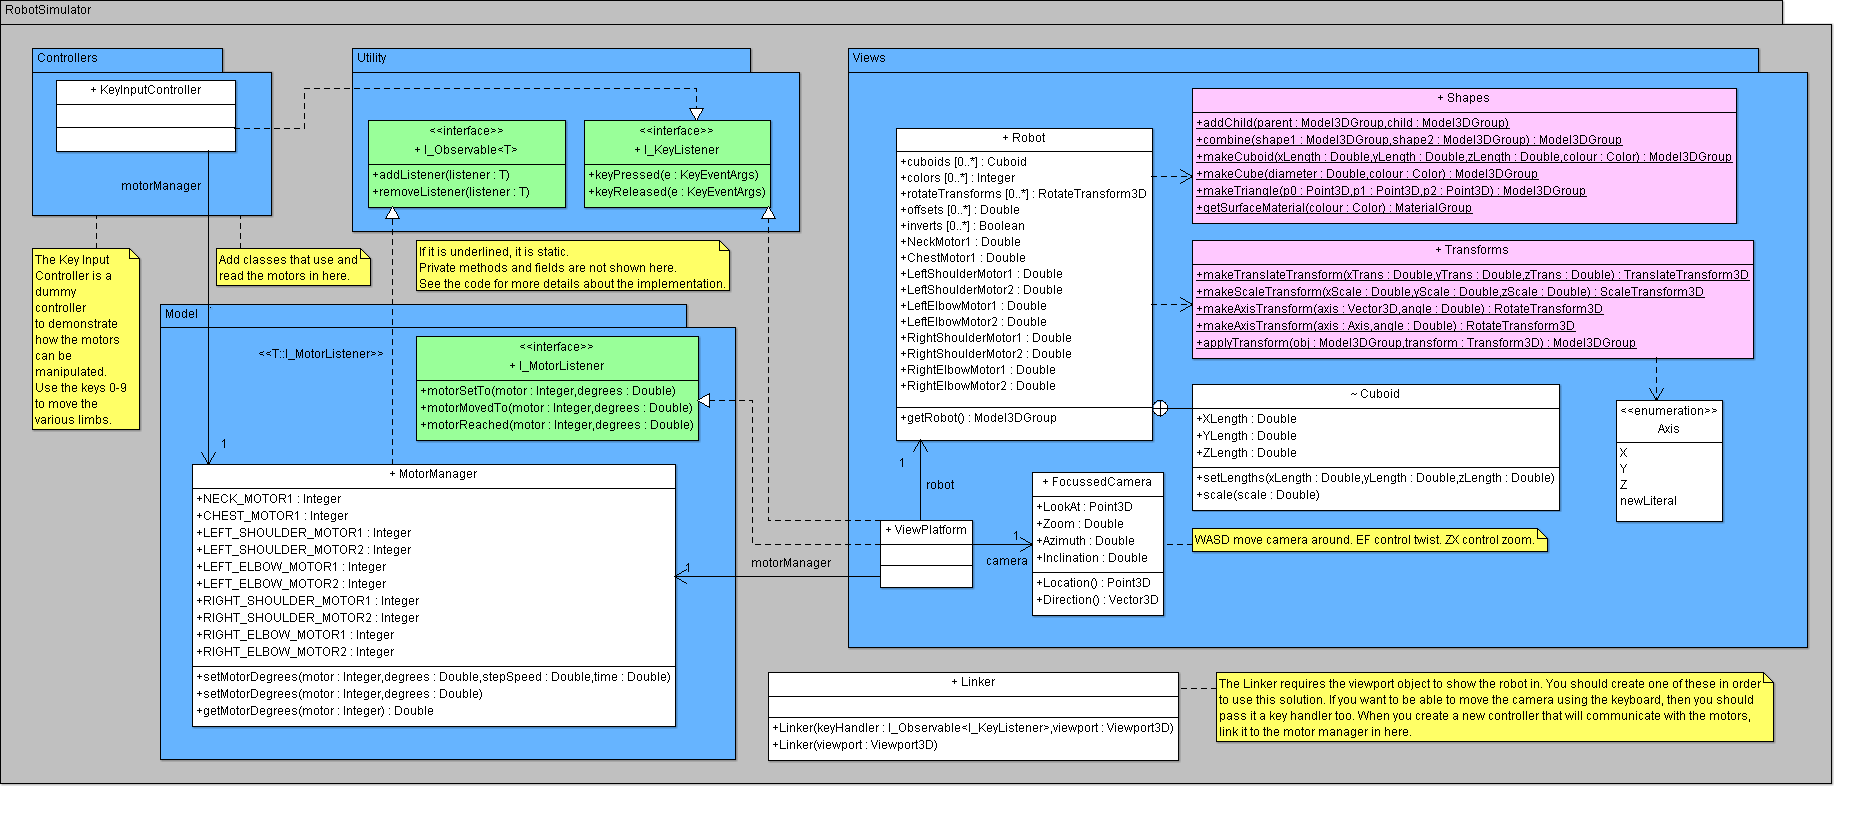 RobotSimulator
Controllers
+ KeyInputController
motorManager
The Key Input
Controller is a
dummy
controller
to demonstrate
how the motors
can be
manipulated.
Use the keys 0-9
to move the
various limbs.
Add classes that use and
read the motors in here.
Utility
<<interface>>
+ I_Observable<T>
+addListener(listener : T)
+removeListener(listener : T)
<<interface>>
+ I_KeyListener
+keyPressed(e : KeyEventArgs)
+keyReleased(e : KeyEventArgs)
If it is underlined, it is static.
Private methods and fields are not shown here.
See the code for more details about the implementation.
Model
<<T::I_MotorListener>>
<<interface>>
+ I_MotorListener
+motorSetTo(motor : Integer,degrees : Double)
+motorMovedTo(motor : Integer,degrees : Double)
+motorReached(motor : Integer,degrees : Double)
1
+ MotorManager
+NECK_MOTOR1 : Integer
+CHEST_MOTOR1 : Integer
+LEFT_SHOULDER_MOTOR1 : Integer
+LEFT_SHOULDER_MOTOR2 : Integer
+LEFT_ELBOW_MOTOR1 : Integer
+LEFT_ELBOW_MOTOR2 : Integer
+RIGHT_SHOULDER_MOTOR1 : Integer
+RIGHT_SHOULDER_MOTOR2 : Integer
+RIGHT_ELBOW_MOTOR1 : Integer
+RIGHT_ELBOW_MOTOR2 : Integer
+setMotorDegrees(motor : Integer,degrees : Double,stepSpeed : Double,time : Double)
+setMotorDegrees(motor : Integer,degrees : Double)
+getMotorDegrees(motor : Integer) : Double
Views
+ Robot
+cuboids [0..*] : Cuboid
+colors [0..*] : Integer
+rotateTransforms [0..*] : RotateTransform3D
+offsets [0..*] : Double
+inverts [0..*] : Boolean
+NeckMotor1 : Double
+ChestMotor1 : Double
+LeftShoulderMotor1 : Double
+LeftShoulderMotor2 : Double
+LeftElbowMotor1 : Double
+LeftElbowMotor2 : Double
+RightShoulderMotor1 : Double
+RightShoulderMotor2 : Double
+RightElbowMotor1 : Double
+RightElbowMotor2 : Double
+getRobot() : Model3DGroup
+ Shapes
+addChild(parent : Model3DGroup,child : Model3DGroup)
+combine(shape1 : Model3DGroup,shape2 : Model3DGroup) : Model3DGroup
+makeCuboid(xLength : Double,yLength : Double,zLength : Double,colour : Color) : Model3DGroup
+makeCube(diameter : Double,colour : Color) : Model3DGroup
+makeTriangle(p0 : Point3D,p1 : Point3D,p2 : Point3D) : Model3DGroup
+getSurfaceMaterial(colour : Color) : MaterialGroup
+ Transforms
+makeTranslateTransform(xTrans : Double,yTrans : Double,zTrans : Double) : TranslateTransform3D
+makeScaleTransform(xScale : Double,yScale : Double,zScale : Double) : ScaleTransform3D
+makeAxisTransform(axis : Vector3D,angle : Double) : RotateTransform3D
+makeAxisTransform(axis : Axis,angle : Double) : RotateTransform3D
+applyTransform(obj : Model3DGroup,transform : Transform3D) : Model3DGroup
~ Cuboid
+XLength : Double
+YLength : Double
+ZLength : Double
+setLengths(xLength : Double,yLength : Double,zLength : Double)
+scale(scale : Double)
<<enumeration>>
Axis
X
Y
Z
newLiteral
1
robot
+ ViewPlatform
1
camera
1
motorManager
+ FocussedCamera
+LookAt : Point3D
+Zoom : Double
+Azimuth : Double
+Inclination : Double
+Location() : Point3D
+Direction() : Vector3D
WASD move camera around. EF control twist. ZX control zoom.
+ Linker
+Linker(keyHandler : I_Observable<I_KeyListener>,viewport : Viewport3D)
+Linker(viewport : Viewport3D)
The Linker requires the viewport object to show the robot in. You should create one of these in order
to use this solution. If you want to be able to move the camera using the keyboard, then you should
pass it a key handler too. When you create a new controller that will communicate with the motors,
link it to the motor manager in here.